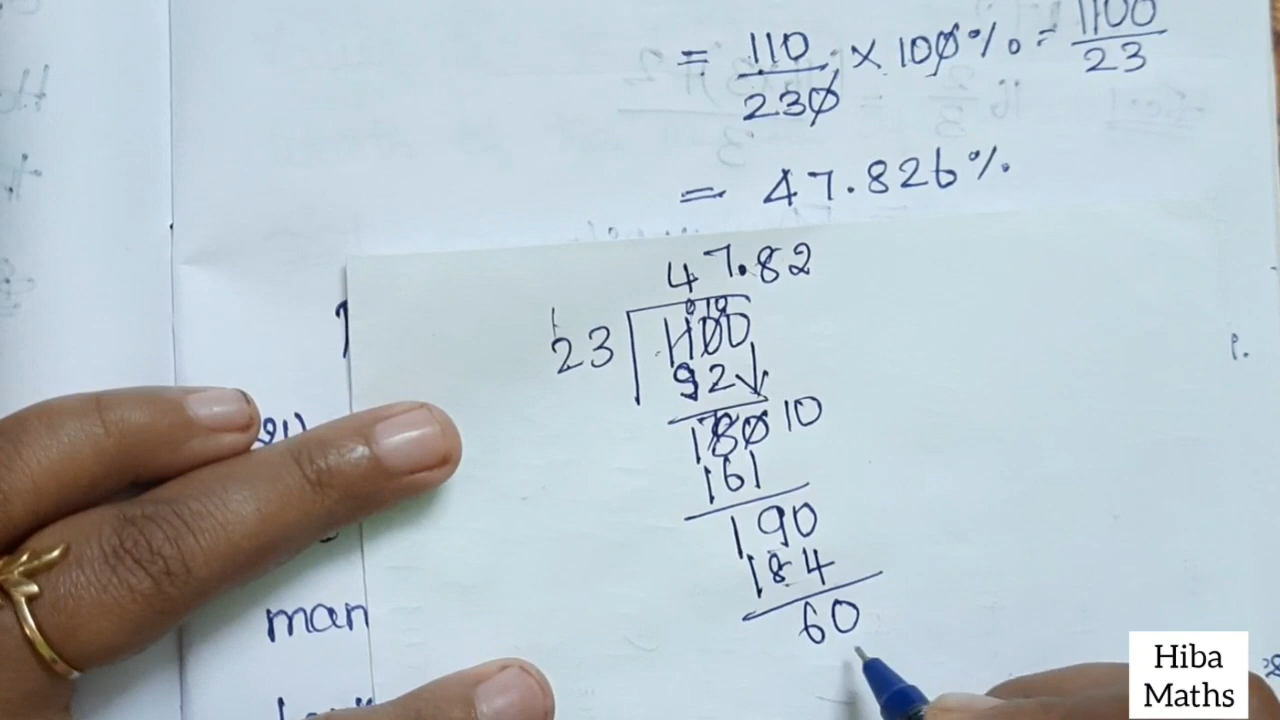 = 110/230 × 100% = 1100/23
= 47.826%
47.82
23 1100
92
180 10
161
190
184
60
man
Hiba
Maths